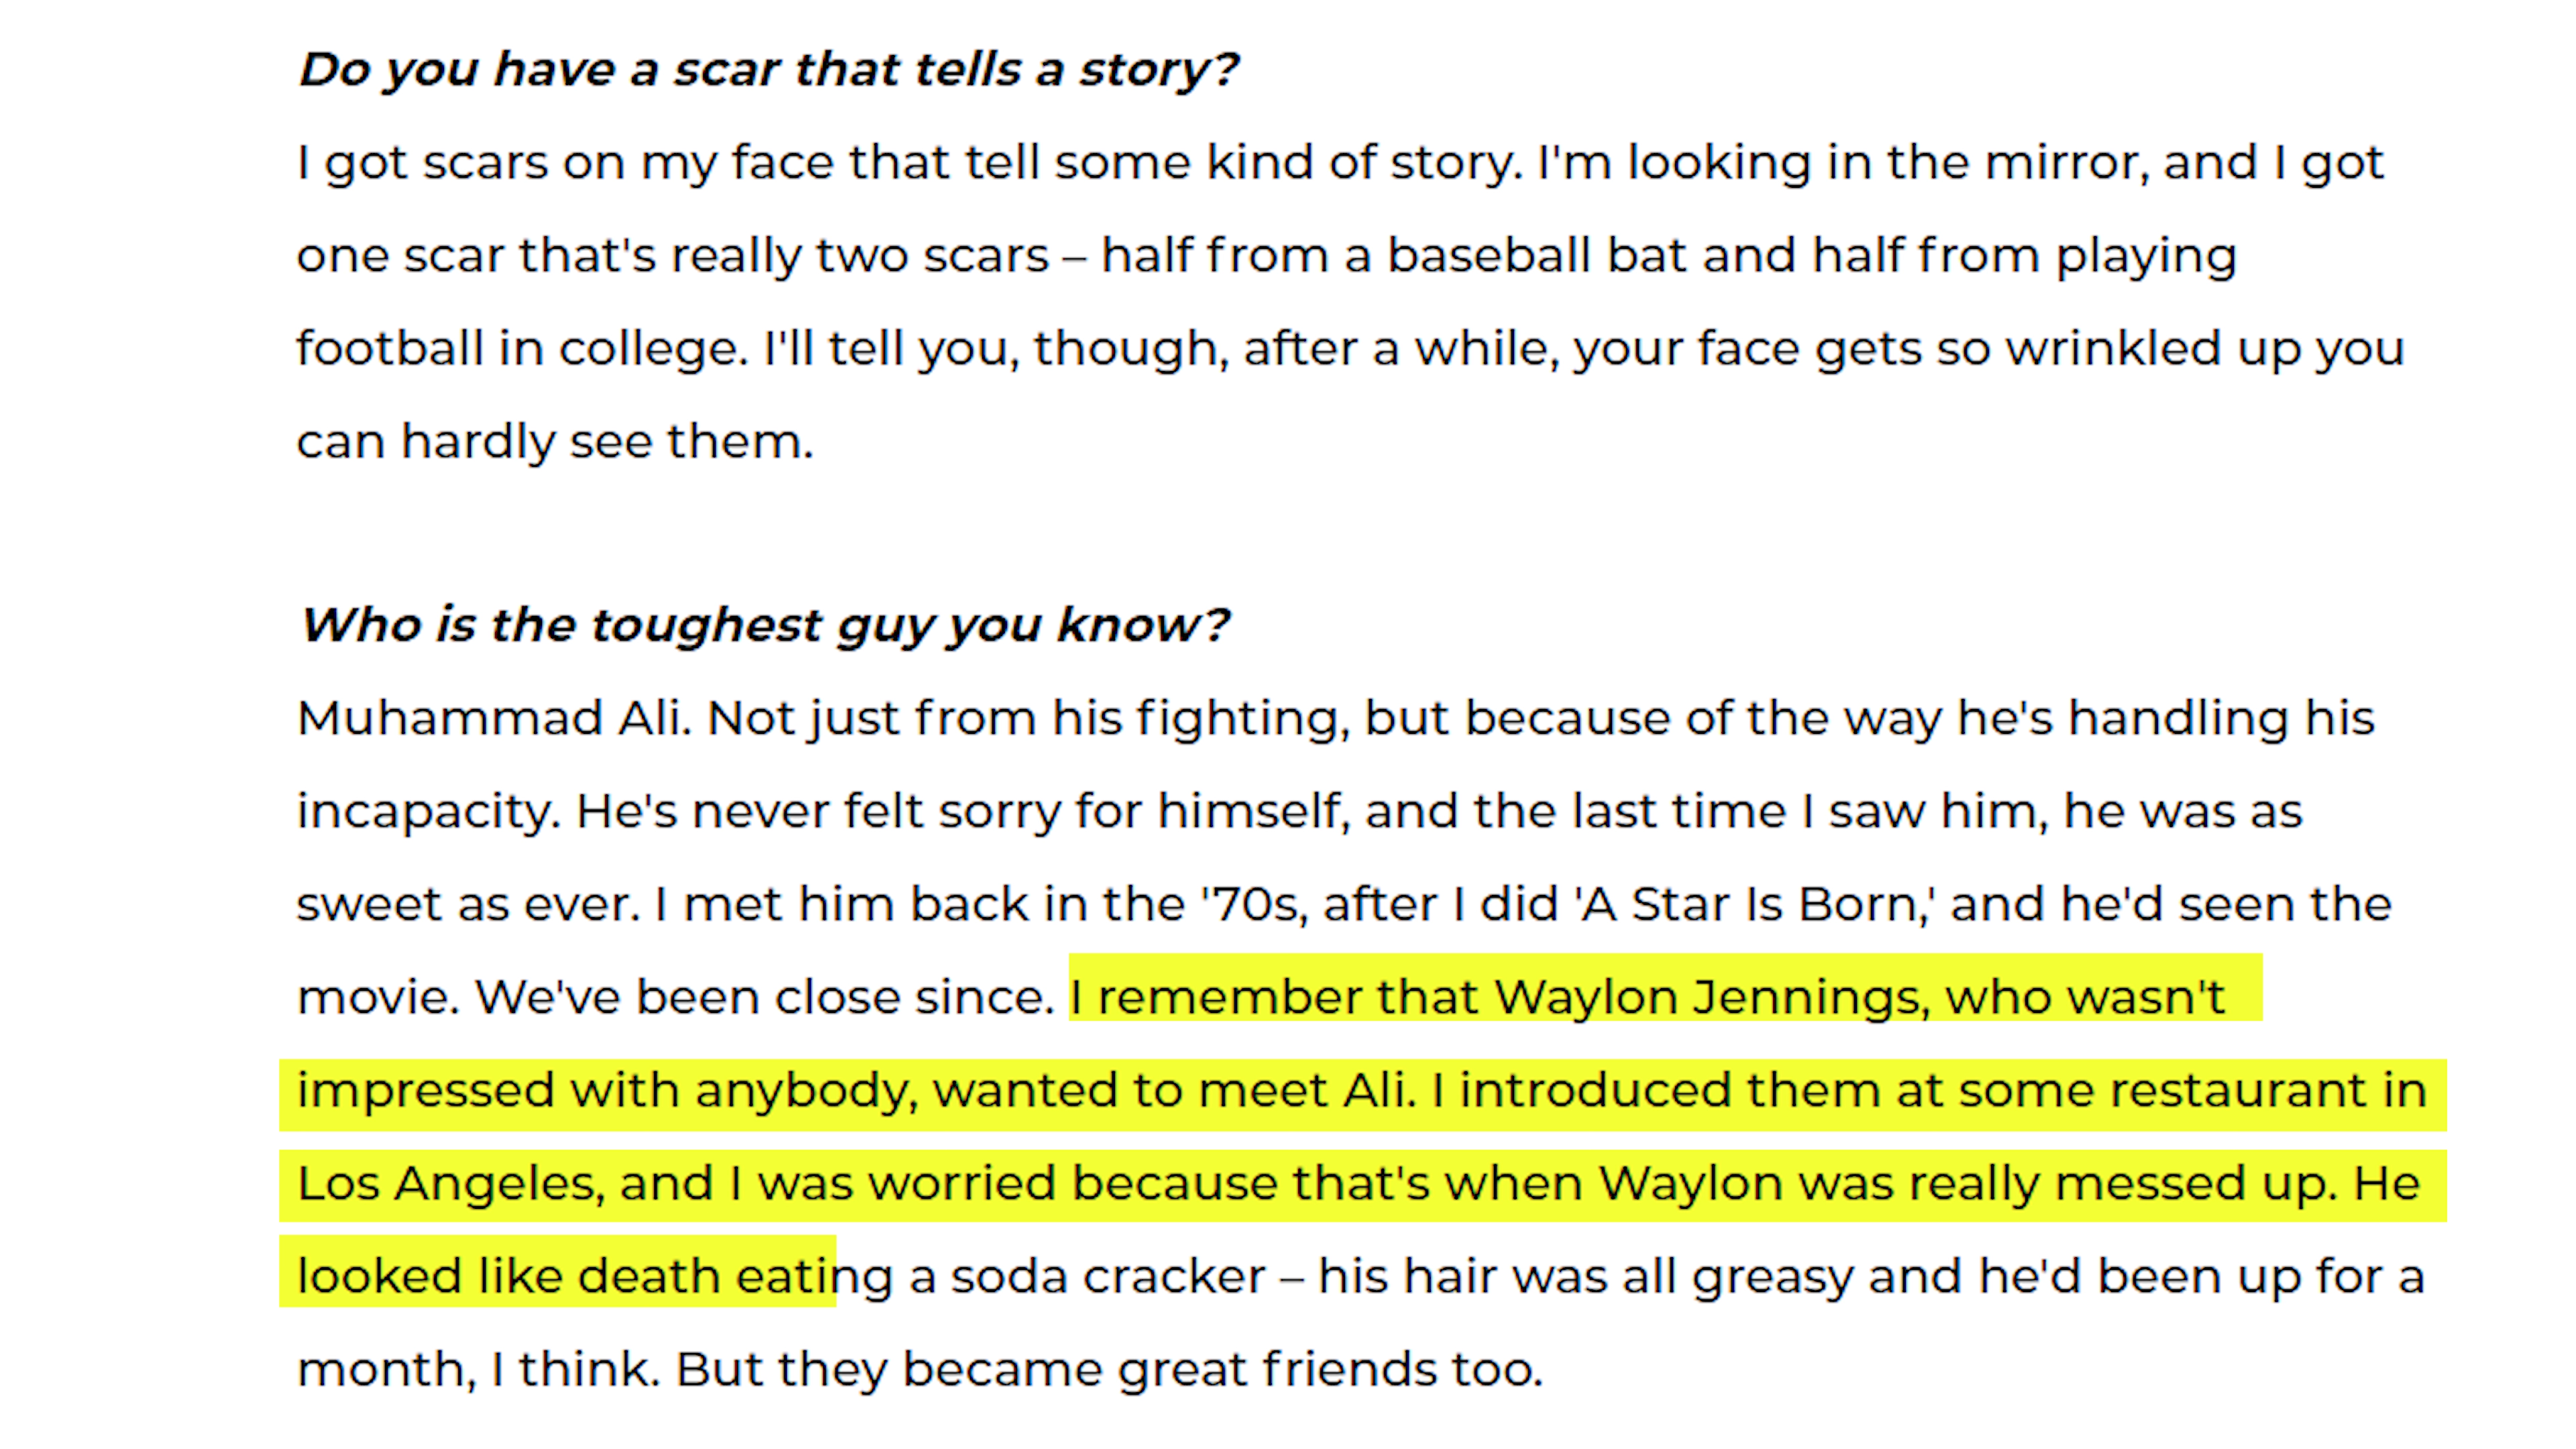 Do you have a scar that tells a story?
I got scars on my face that tell some kind of story. I'm looking in the mirror, and I got
one scar that's really two scars – half from a baseball bat and half from playing
football in college. I'll tell you, though, after a while, your face gets so wrinkled up you
can hardly see them.
Who is the toughest guy you know?
Muhammad Ali. Not just from his fighting, but because of the way he's handling his
incapacity. He's never felt sorry for himself, and the last time I saw him, he was as
sweet as ever. I met him back in the '70s, after I did 'A Star Is Born,' and he'd seen the
movie. We've been close since. I remember that Waylon Jennings, who wasn't
impressed with anybody, wanted to meet Ali. I introduced them at some restaurant in
Los Angeles, and I was worried because that's when Waylon was really messed up. He
looked like death eating a soda cracker – his hair was all greasy and he'd been up for a
month, I think. But they became great friends too.